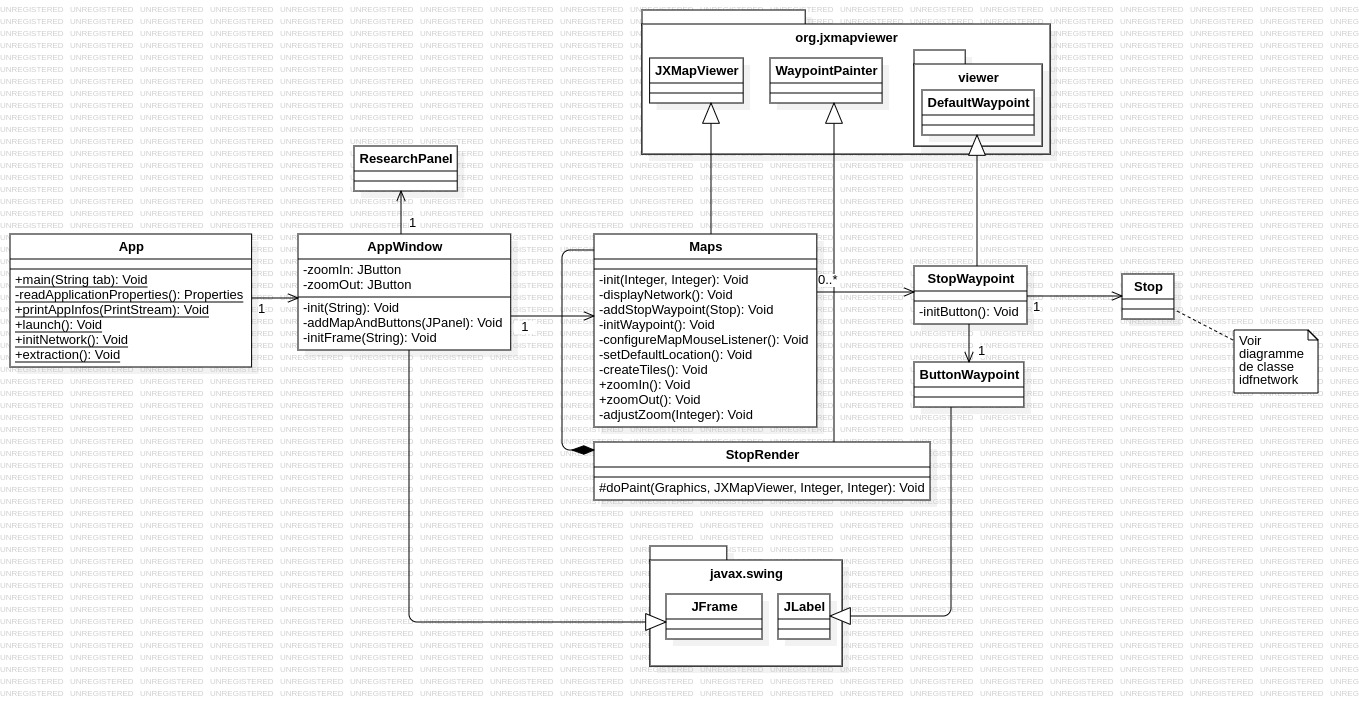 org.jxmapviewer
JXMapViewer
WaypointPainter
viewer
DefaultWaypoint
ResearchPanel
1
App
+main(String tab): Void
-readApplicationProperties(): Properties
+printAppInfos(PrintStream): Void
+launch(): Void
+initNetwork(): Void
+extraction(): Void
1
AppWindow
-zoomIn: JButton
-zoomOut: JButton
-init(String): Void
-addMapAndButtons(JPanel): Void
-initFrame(String): Void
1
Maps
-init(Integer, Integer): Void
-displayNetwork(): Void
-addStopWaypoint(Stop): Void
-initWaypoint(): Void
-configureMapMouseListener(): Void
-setDefaultLocation(): Void
-createTiles(): Void
+zoomIn(): Void
+zoomOut(): Void
-adjustZoom(Integer): Void
0..*
StopWaypoint
-initButton(): Void
1
Stop
Voir
diagramme
de classe
idfnetwork
1
ButtonWaypoint
StopRender
#doPaint(Graphics, JXMapViewer, Integer, Integer): Void
javax.swing
JFrame
JLabel
UNREGISTERED